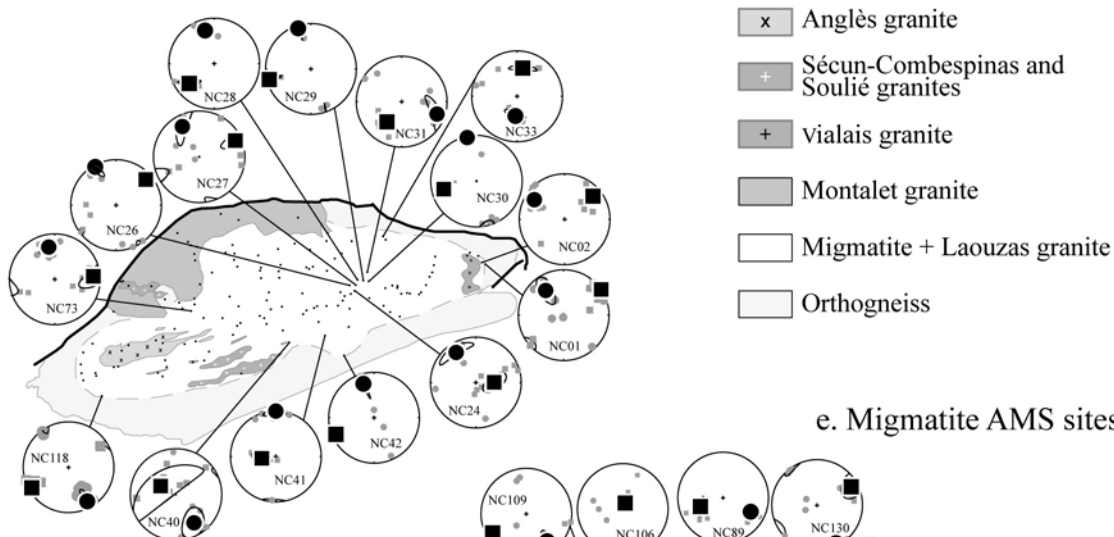 Anglès granite
Sécun-Combespinas and
Soulié granites
Vialais granite
Montalet granite
Migmatite + Laouzas granite
Orthogneiss
NC28
NC29
NC31
NC33
NC27
NC30
NC26
NC02
NC73
NC01
NC24
NC42
NC41
NC118
NC40
e. Migmatite AMS sites
NC109
NC106
NC89
NC130